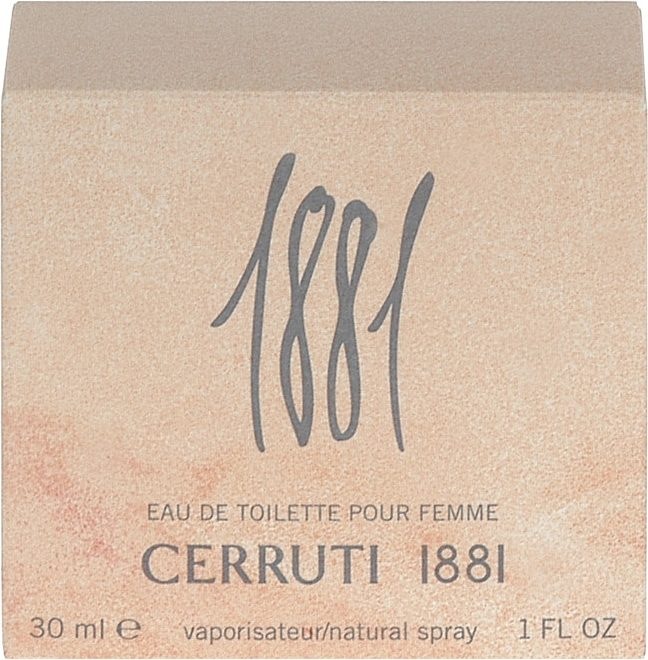 1881
EAU DE TOILETTE POUR FEMME
CERRUTI 1881
30 ml ℮ vaporisateur/natural spray 1 FL OZ